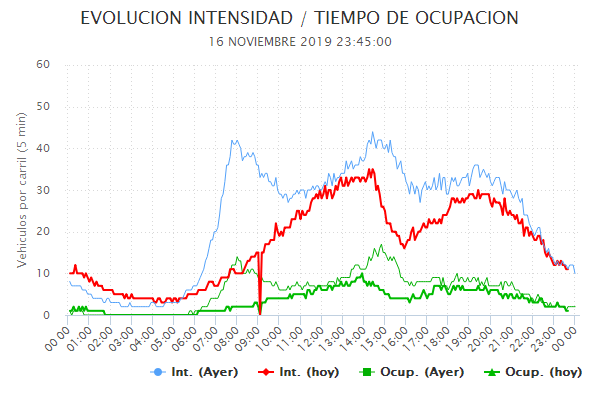 EVOLUCION INTENSIDAD / TIEMPO DE OCUPACION
16 NOVIEMBRE 2019 23:45:00
Vehículos por carril (5 min)
60
50
40
30
20
10
0
00:00 01:00 02:00 03:00 04:00 05:00 06:00 07:00 08:00 09:00 10:00 11:00 12:00 13:00 14:00 15:00 16:00 17:00 18:00 19:00 20:00 21:00 22:00 23:00 00:00
Int. (Ayer) Int. (hoy) Ocup. (Ayer) Ocup. (hoy)